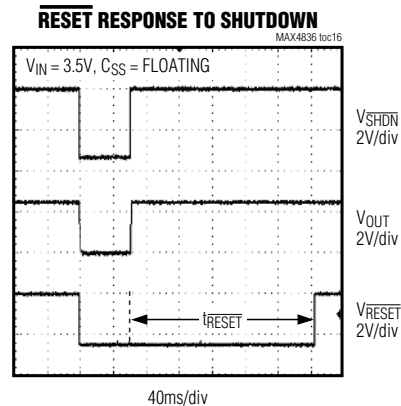 RESET RESPONSE TO SHUTDOWN
MAX4836 toc16
VIN = 3.5V, CSS = FLOATING
VSHDN
2V/div
VOUT
2V/div
tRESET
VRESET
2V/div
40ms/div